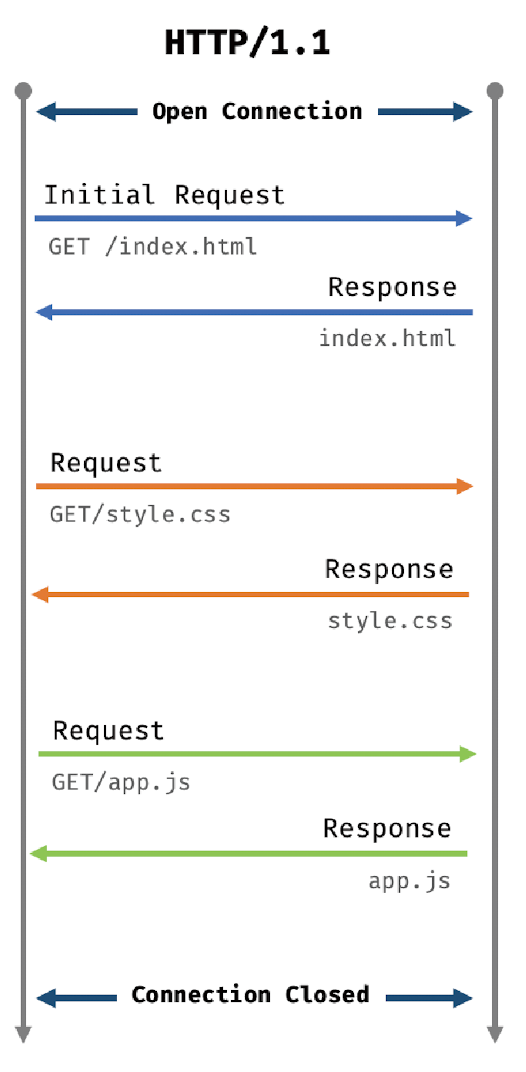 HTTP/1.1
Open Connection
Initial Request
GET /index.html
Response
index.html
Request
GET/style.css
Response
style.css
Request
GET/app.js
Response
app.js
Connection Closed